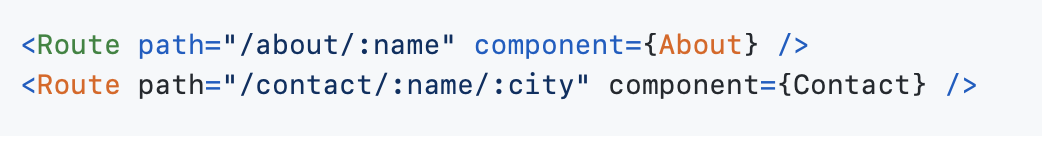 <Route path="/about/:name" component={About} />
<Route path="/contact/:name/:city" component={Contact} />